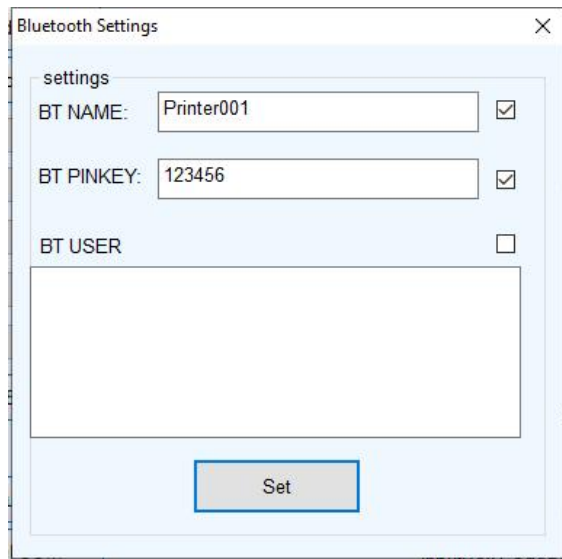 Bluetooth Settings
settings
BT NAME: Printer001
BT PINKEY: 123456
BT USER
Set